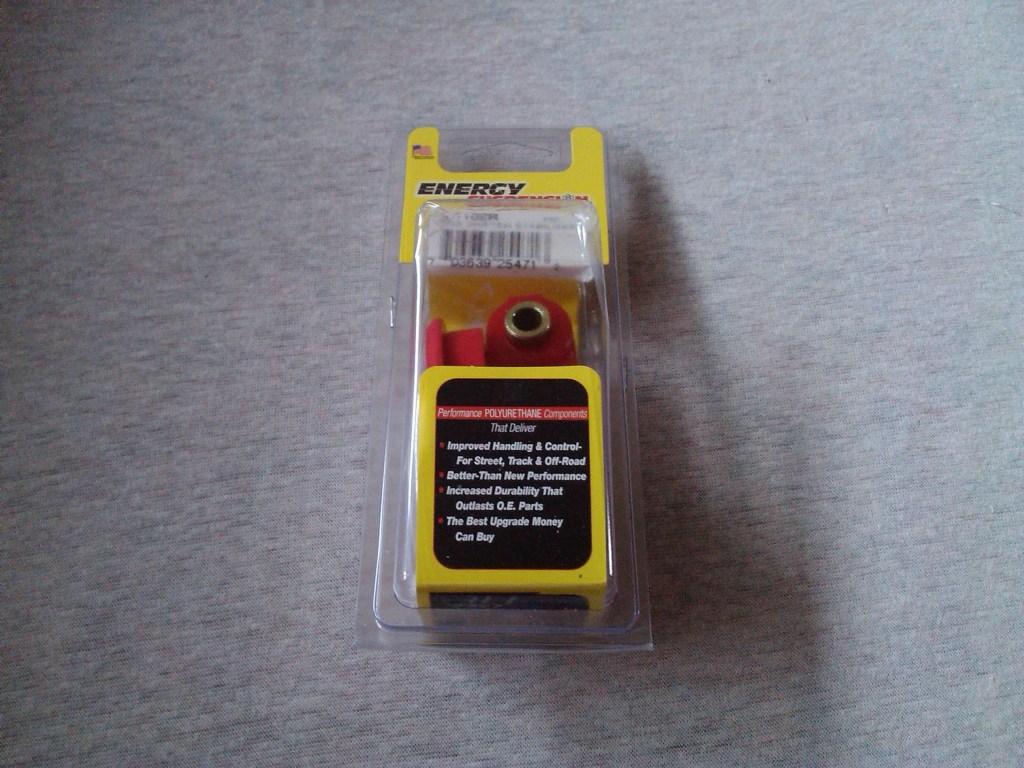 ENERGY
SUSPENSION
03639 25471
Performance POLYURETHANE Components
That Deliver
• Improved Handling & Control-
For Street, Track & Off-Road
• Better-Than New Performance
• Increased Durability That
Outlasts O.E. Parts
• The Best Upgrade Money
Can Buy